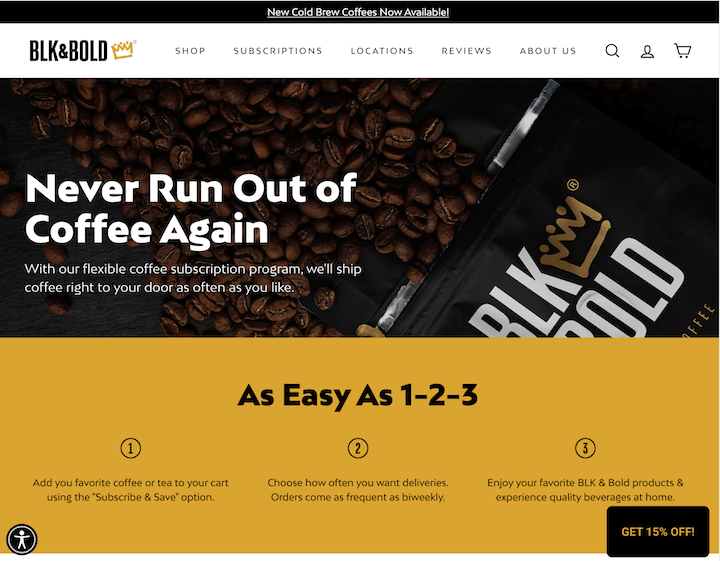 New Cold Brew Coffees Now Available!
BLK&BOLD®
SHOP
SUBSCRIPTIONS
LOCATIONS
REVIEWS
ABOUT US
Never Run Out of
Coffee Again
With our flexible coffee subscription program, we'll ship
coffee right to your door as often as you like.
®
BLK
BOLD
COFFEE
As Easy As 1-2-3
1
Add you favorite coffee or tea to your cart
using the "Subscribe & Save" option.
2
Choose how often you want deliveries.
Orders come as frequent as biweekly.
3
Enjoy your favorite BLK & Bold products &
experience quality beverages at home.
GET 15% OFF!